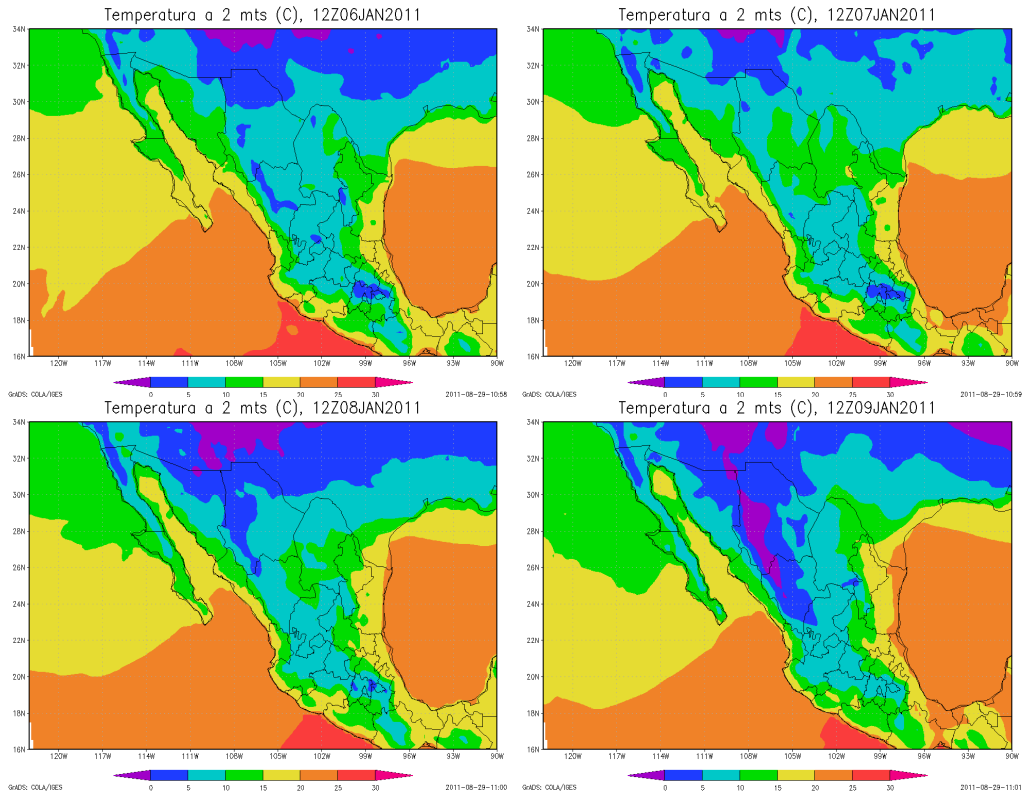 Temperatura a 2 mts (C), 12Z06JAN2011
34N
32N
30N
28N
26N
24N
22N
20N
18N
16N
120W 117W 114W 111W 108W 105W 102W 99W 96W 93W 90W
0 5 10 15 20 25 30
GrADS: COLA/IGES 2011-08-29-10:58
Temperatura a 2 mts (C), 12Z07JAN2011
34N
32N
30N
28N
26N
24N
22N
20N
18N
16N
120W 117W 114W 111W 108W 105W 102W 99W 96W 93W 90W
0 5 10 15 20 25 30
GrADS: COLA/IGES 2011-08-29-10:59
Temperatura a 2 mts (C), 12Z08JAN2011
34N
32N
30N
28N
26N
24N
22N
20N
18N
16N
120W 117W 114W 111W 108W 105W 102W 99W 96W 93W 90W
0 5 10 15 20 25 30
GrADS: COLA/IGES 2011-08-29-11:00
Temperatura a 2 mts (C), 12Z09JAN2011
34N
32N
30N
28N
26N
24N
22N
20N
18N
16N
120W 117W 114W 111W 108W 105W 102W 99W 96W 93W 90W
0 5 10 15 20 25 30
GrADS: COLA/IGES 2011-08-29-11:01